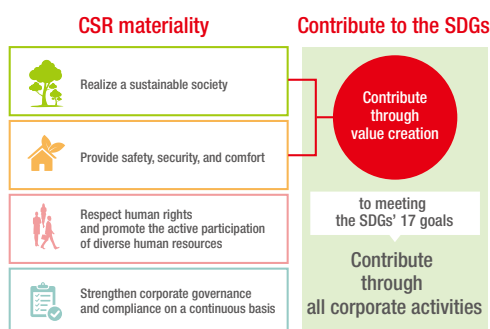 CSR materiality
Contribute to the SDGs
Realize a sustainable society
Provide safety, security, and comfort
Respect human rights
and promote the active participation
of diverse human resources
Strengthen corporate governance
and compliance on a continuous basis
Contribute
through
value creation
to meeting
the SDGs' 17 goals
Contribute
through
all corporate activities